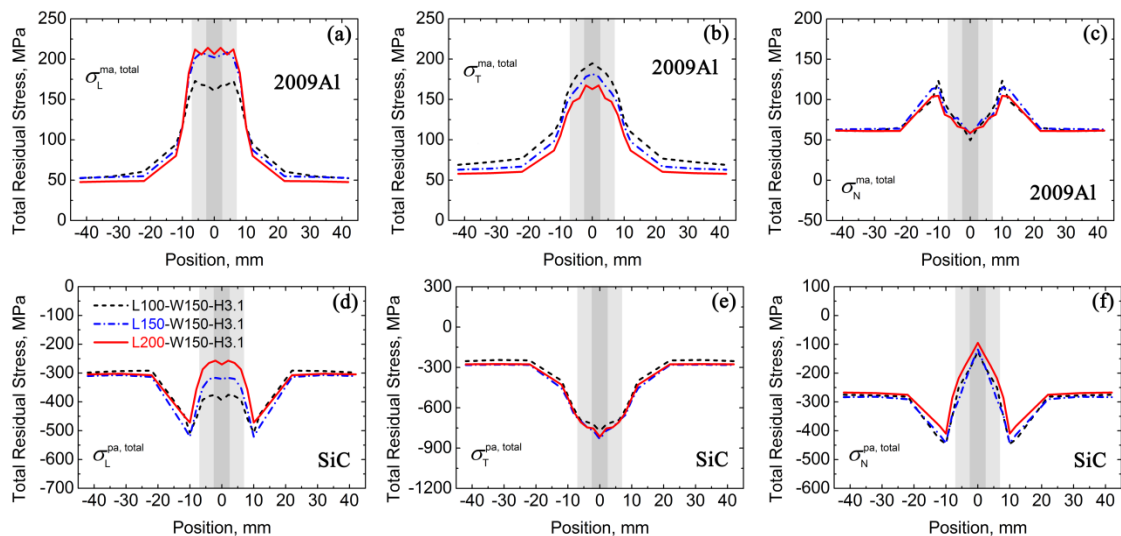 (a)
σ_L^ma, total
2009Al
Total Residual Stress, MPa
250
200
150
100
50
0
-40 -30 -20 -10 0 10 20 30 40
Position, mm
(b)
σ_T^ma, total
2009Al
Total Residual Stress, MPa
250
200
150
100
50
0
-40 -30 -20 -10 0 10 20 30 40
Position, mm
(c)
σ_N^ma, total
2009Al
Total Residual Stress, MPa
200
150
100
50
0
50
-40 -30 -20 -10 0 10 20 30 40
Position, mm
(d)
L100-W150-H3.1
L150-W150-H3.1
L200-W150-H3.1
σ_L^pa, total
SiC
Total Residual Stress, MPa
0
-100
-200
-300
-400
-500
-600
-700
-40 -30 -20 -10 0 10 20 30 40
Position, mm
(e)
σ_T^pa, total
SiC
Total Residual Stress, MPa
300
0
-300
-600
-900
-1200
-40 -30 -20 -10 0 10 20 30 40
Position, mm
(f)
σ_N^pa, total
SiC
Total Residual Stress, MPa
0
-100
-200
-300
-400
-500
-600
-40 -30 -20 -10 0 10 20 30 40
Position, mm